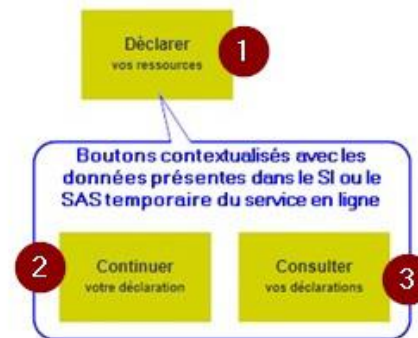 Dèclarer
vos ressources
1
Boutons contextualisés avec les
données présentes dans le SI ou le
SAS temporaire du service en ligne
2
Continuer
votre déclaration
Consulter
vos déclarations
3